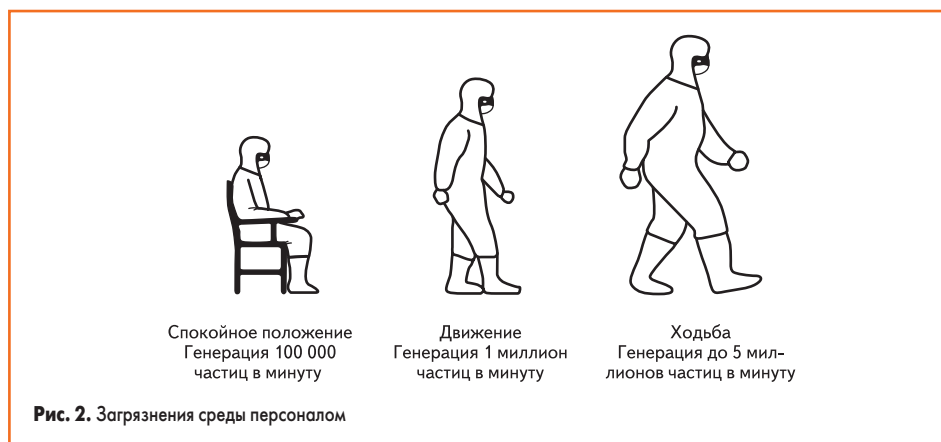 Спокойное положение
Генерация 100 000
частиц в минуту
Движение
Генерация 1 миллион
частиц в минуту
Ходьба
Генерация до 5 мил-
лионов частиц в минуту
Рис. 2. Загрязнения среды персоналом